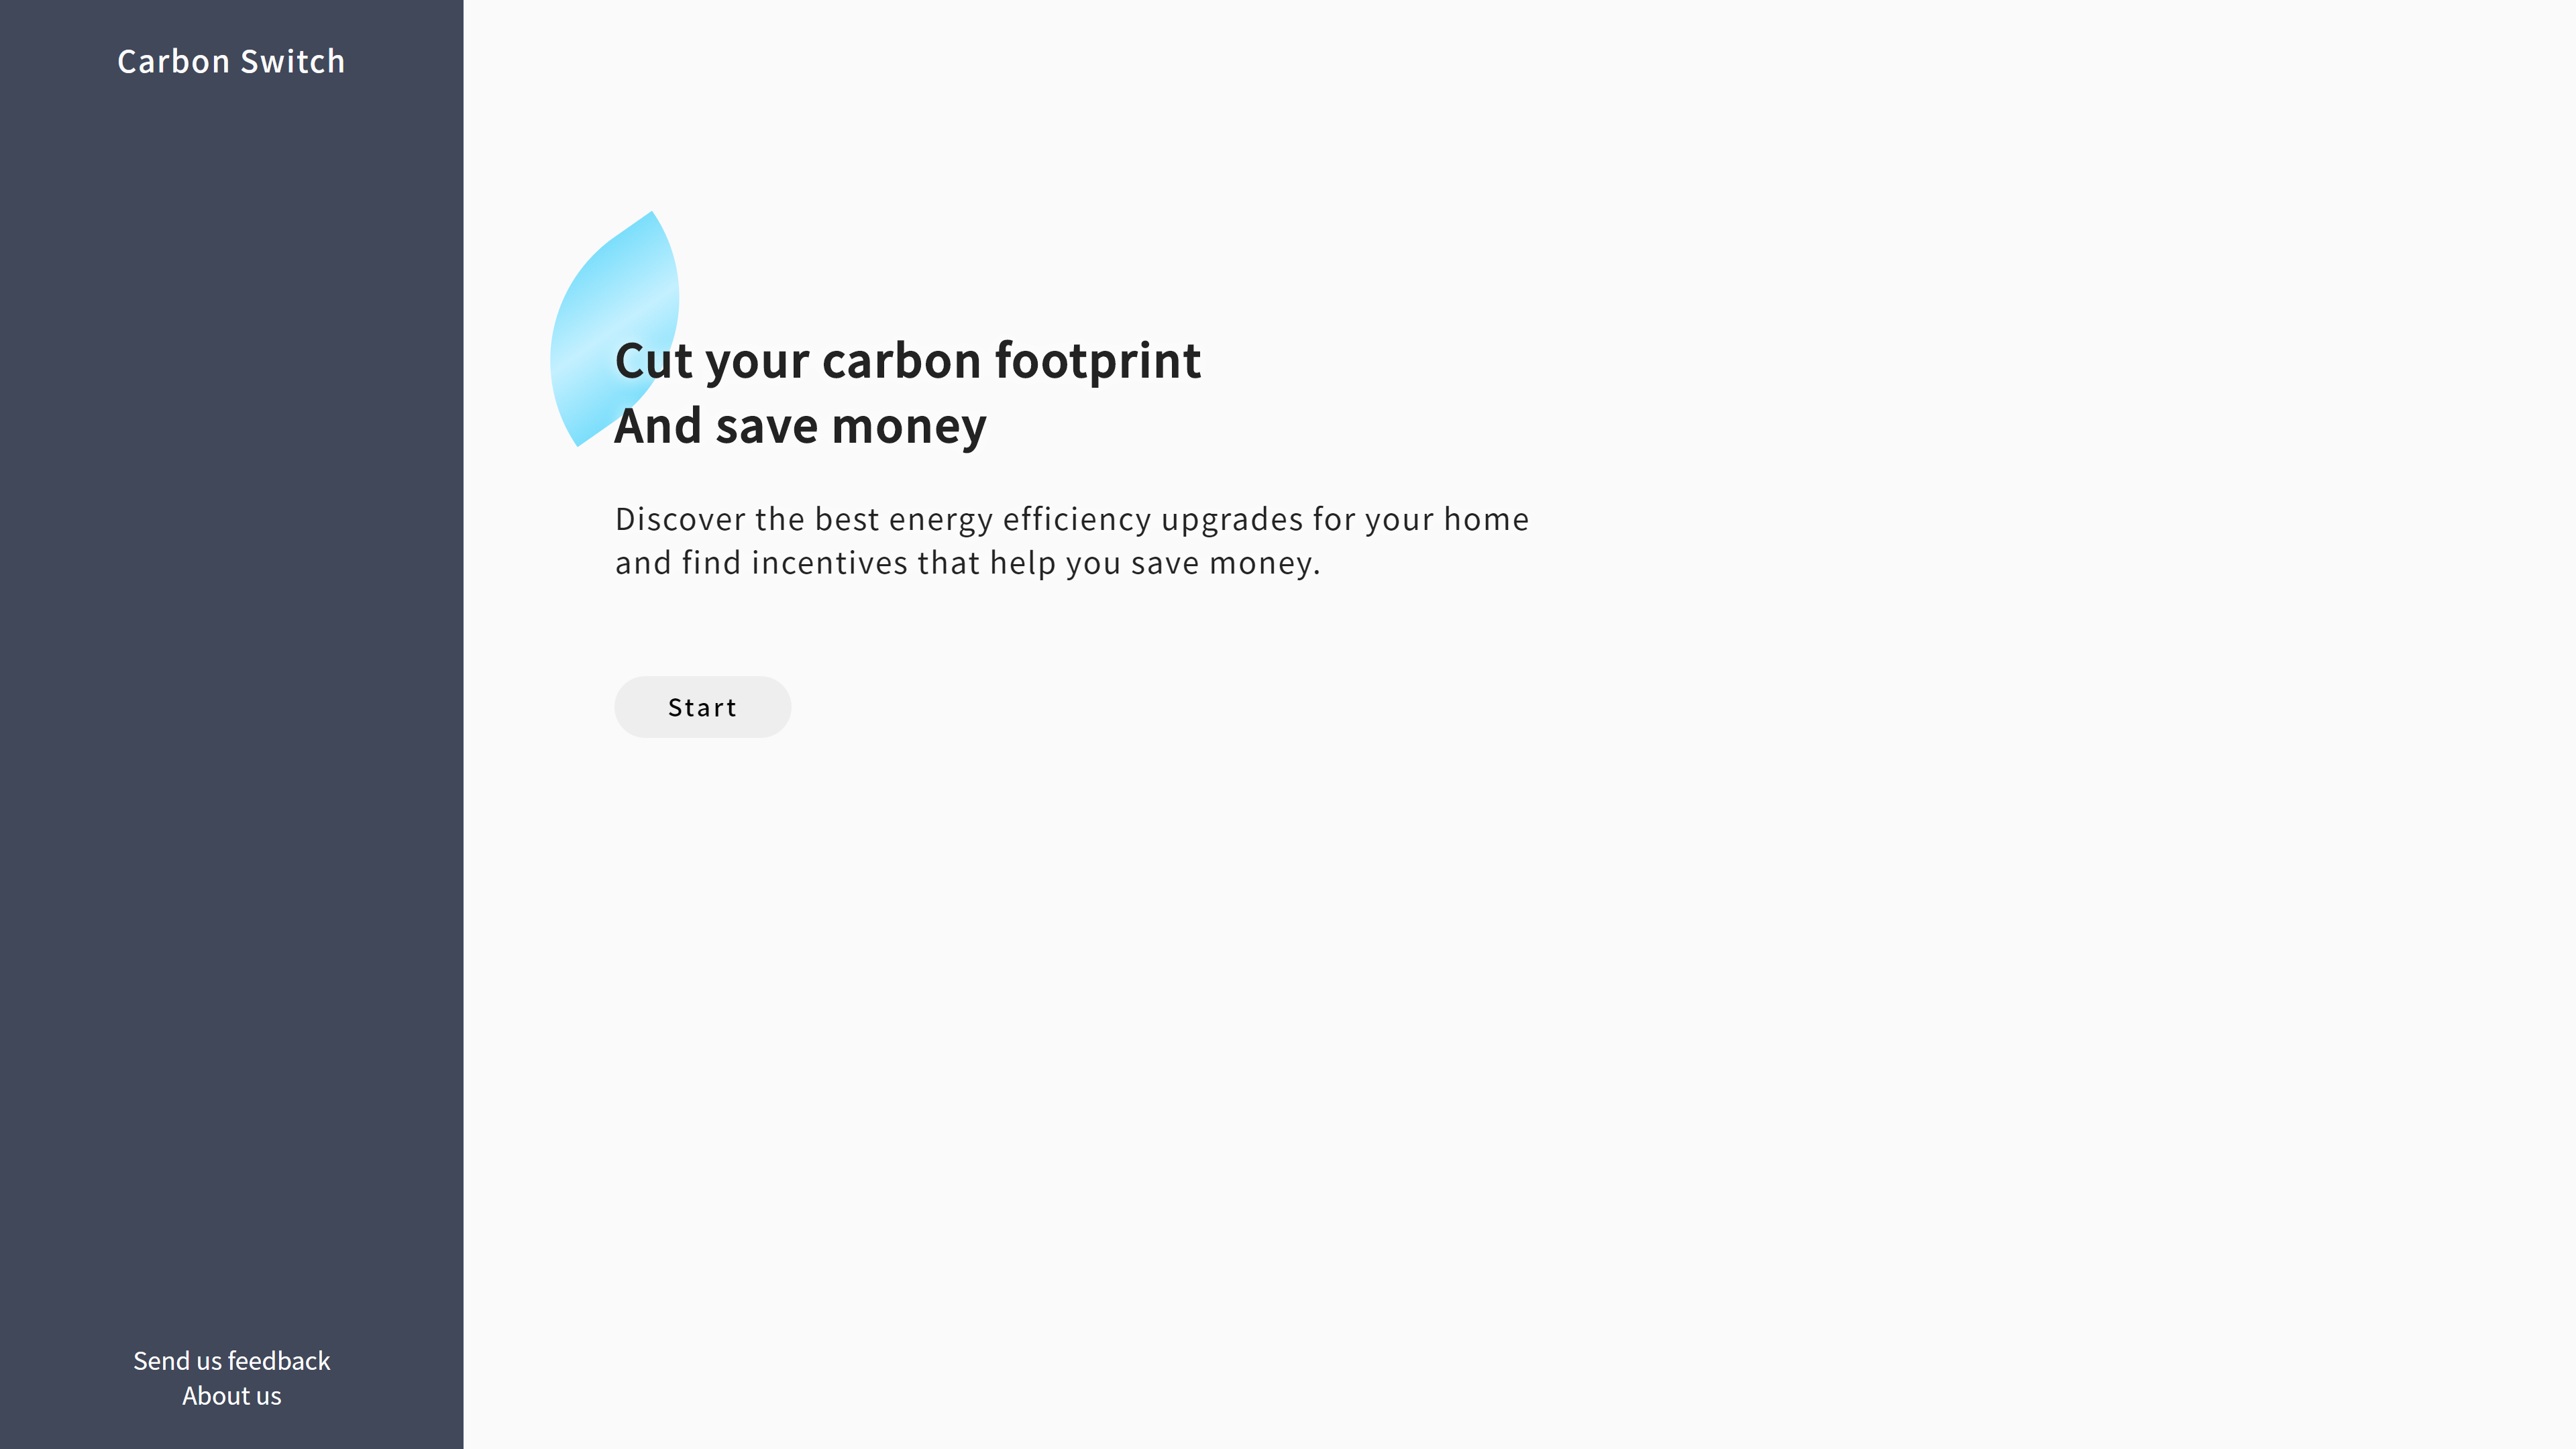 Carbon Switch
Cut your carbon footprint
And save money
Discover the best energy efficiency upgrades for your home
and find incentives that help you save money.
Start
Send us feedback
About us